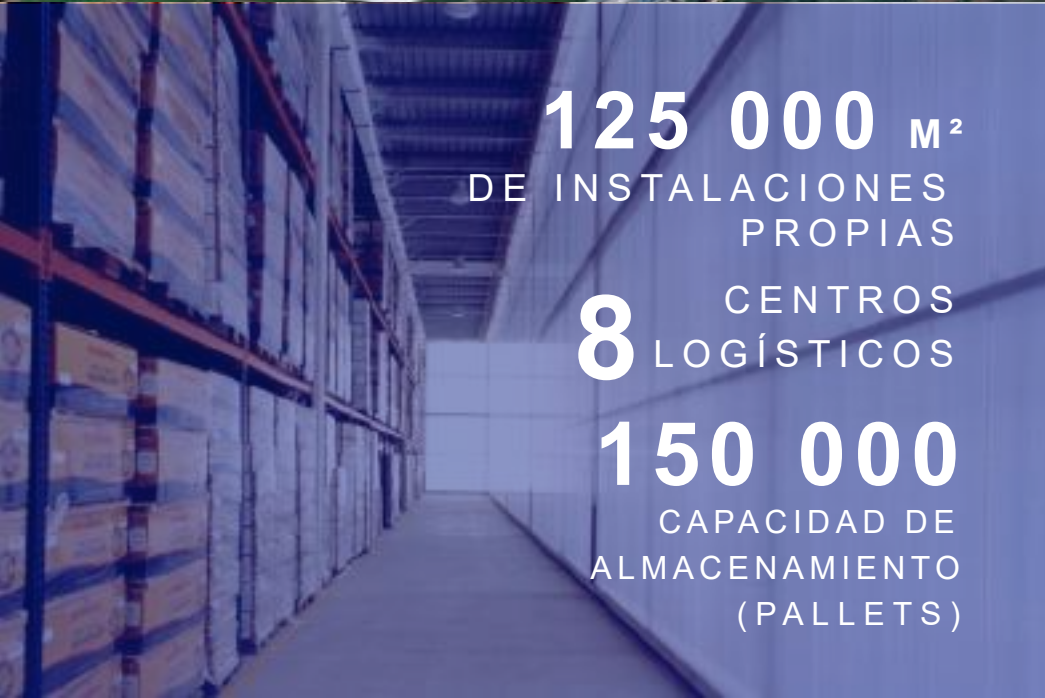 125 000 M²
DE INSTALACIONES
PROPIAS
CENTROS
8 LOGÍSTICOS
150 000
CAPACIDAD DE
ALMACENAMIENTO
(PALLETS)